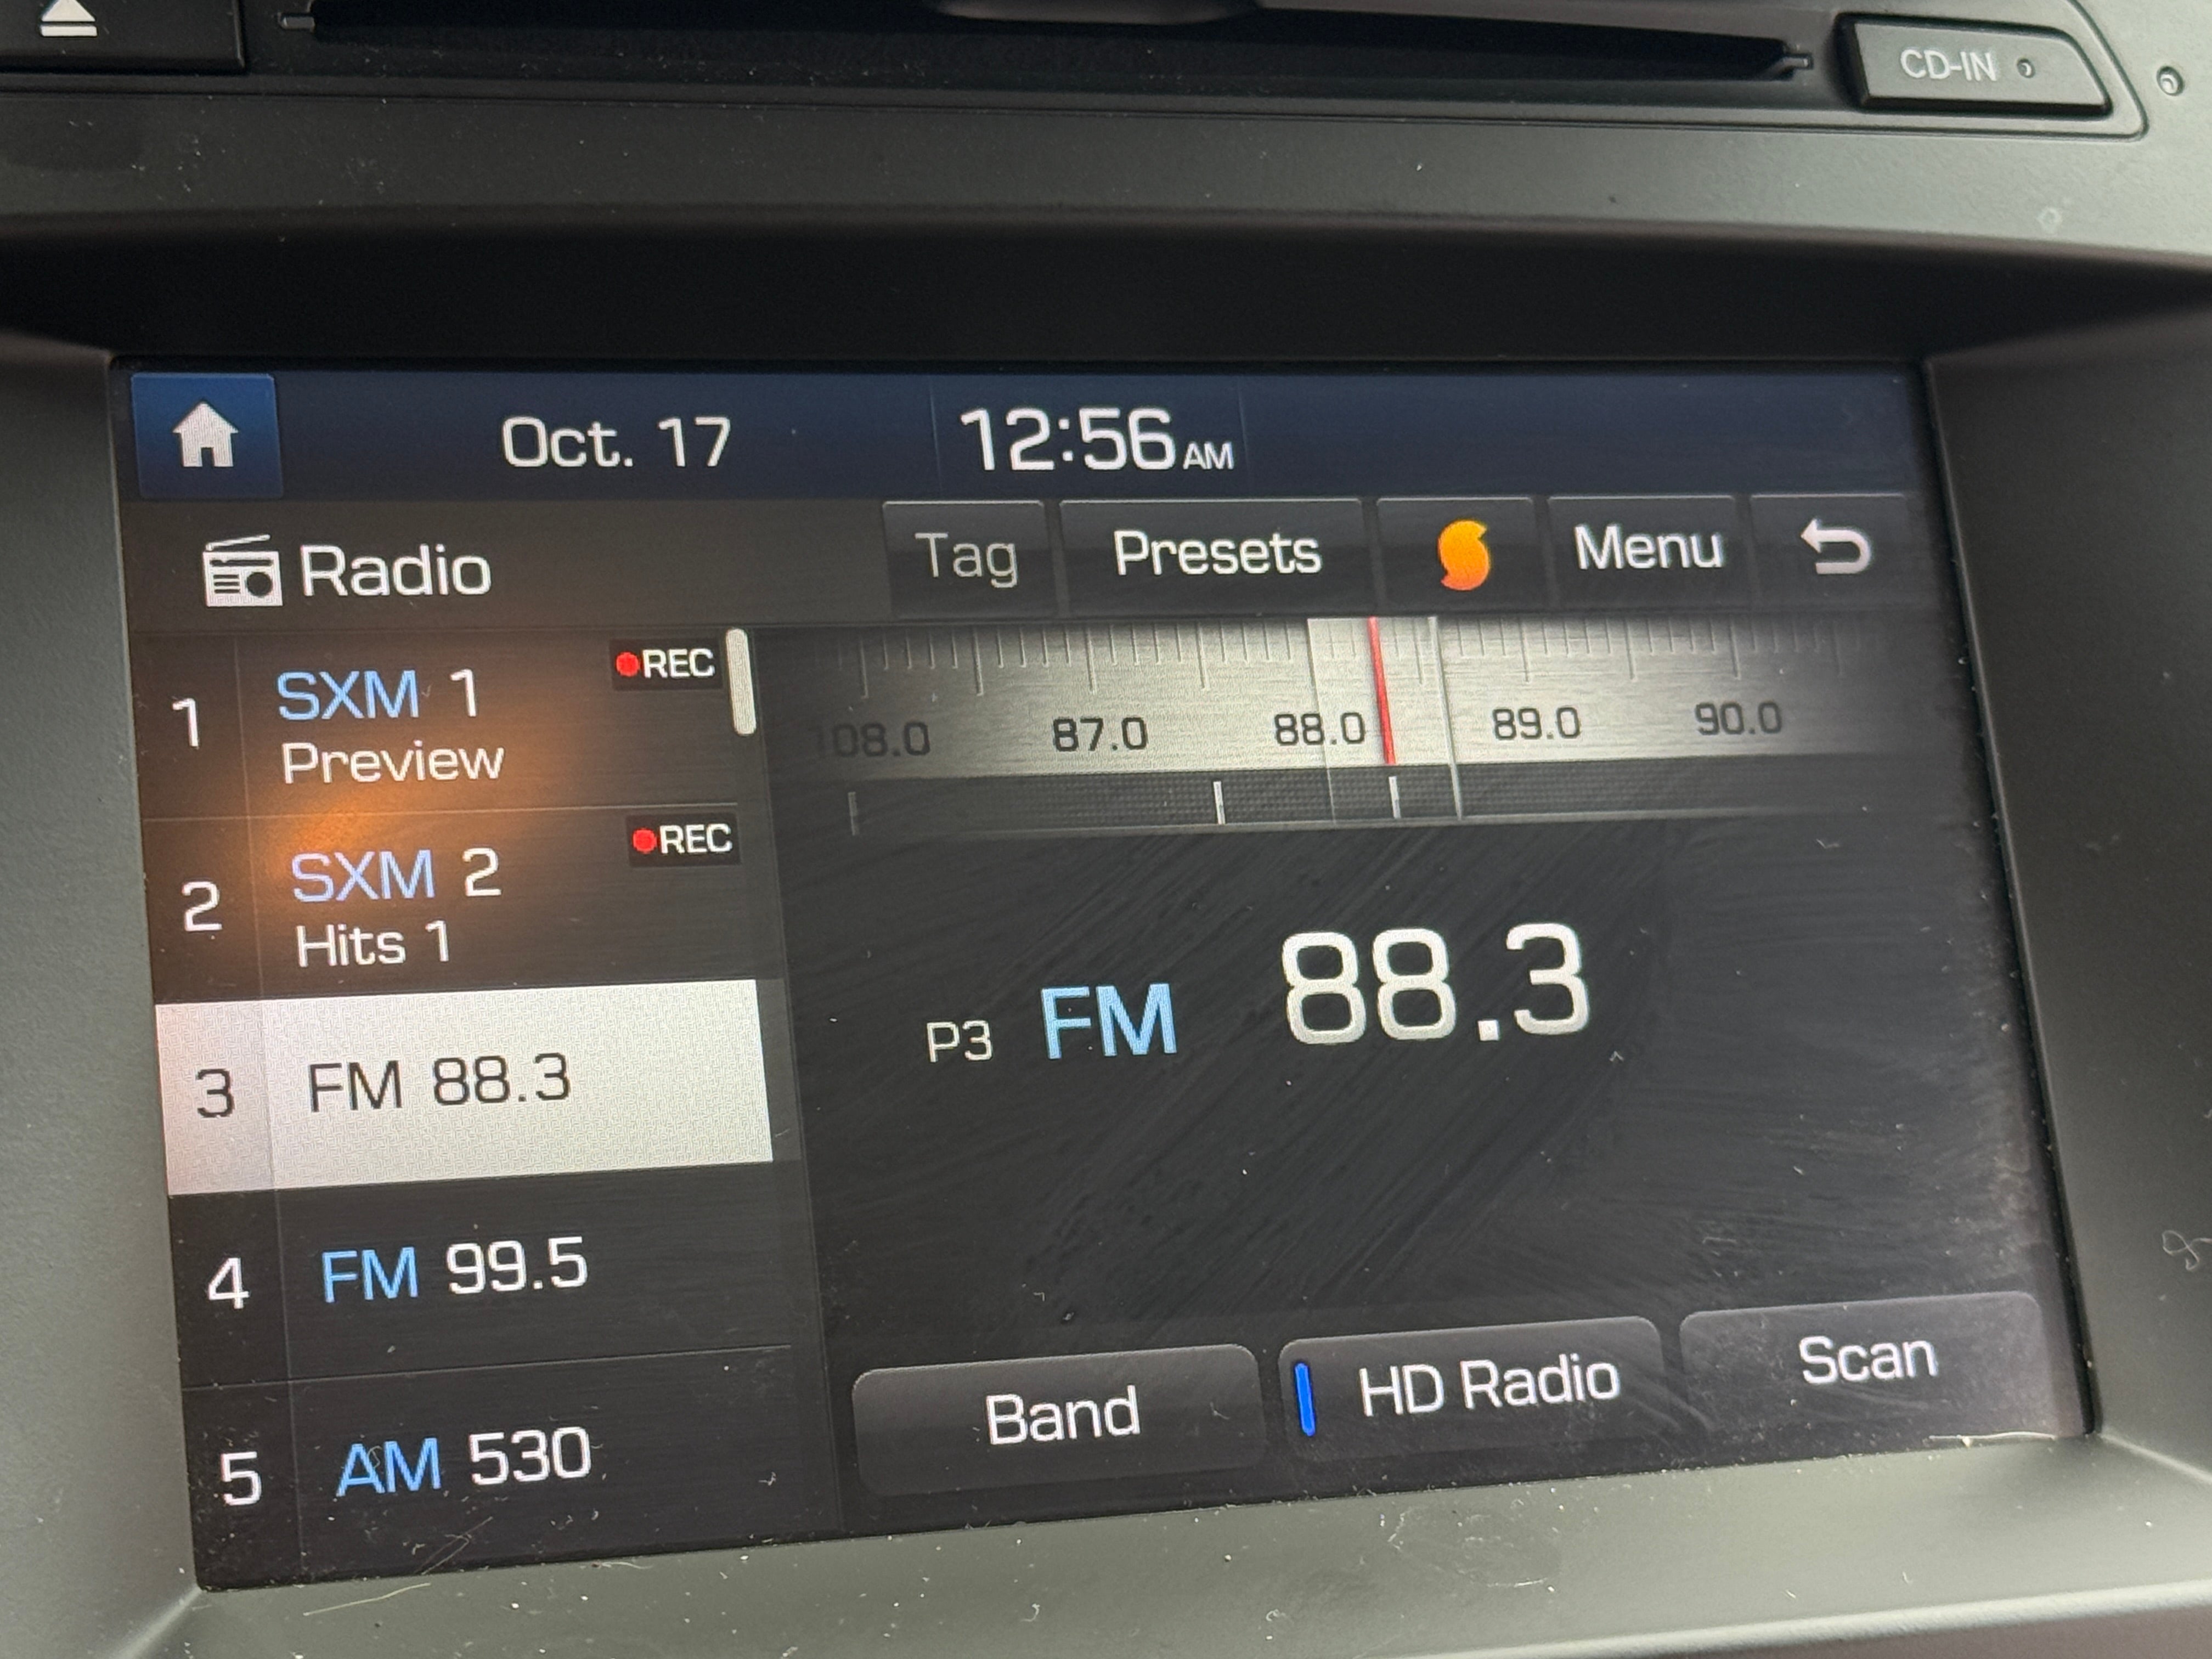 CD-IN
Oct. 17 12:56 AM
Radio Tag Presets Menu
1 SXM 1 REC
Preview
2 SXM 2 REC
Hits 1
3 FM 88.3
4 FM 99.5
5 AM 530
108.0 87.0 88.0 89.0 90.0
P3 FM 88.3
Band HD Radio Scan